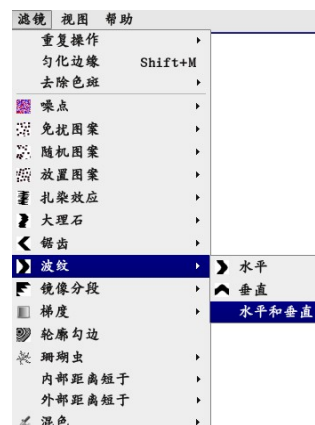 滤镜 视图 帮助
重复操作
匀化边缘 Shift+M
去除色斑
噪点
免扰图案
随机图案
放置图案
扎染效应
大理石
锯齿
波纹
水平
镜像分段
垂直
梯度
水平和垂直
轮廓勾边
珊瑚虫
内部距离短于
外部距离短于
混色